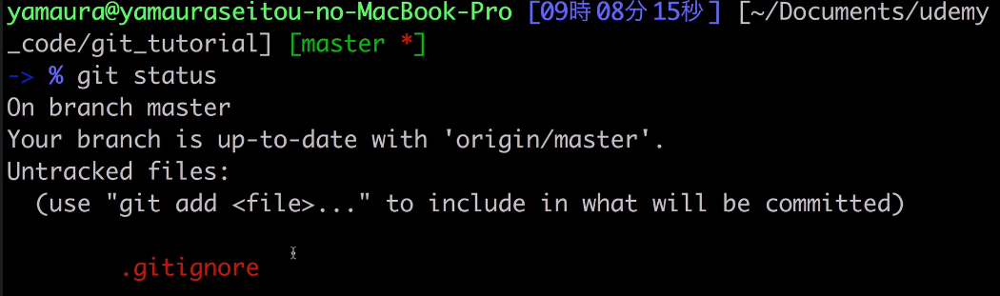 yamaura@yamauraseitou-no-MacBook-Pro [09時08分15秒] [~/Documents/udemy
_code/git_tutorial] [master *]
-> % git status
On branch master
Your branch is up-to-date with 'origin/master'.
Untracked files:
(use "git add <file>..." to include in what will be committed)
.gitignore